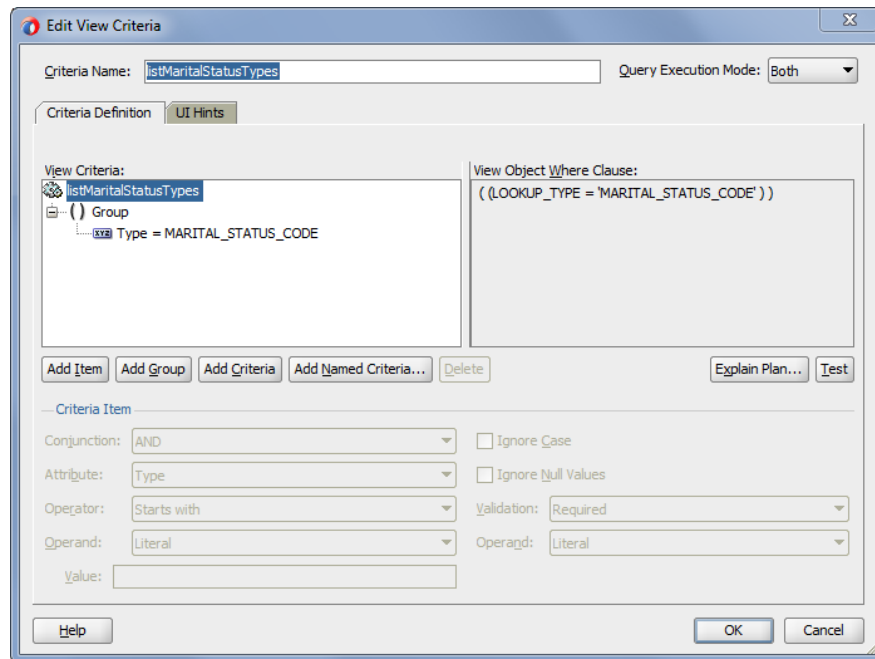 Edit View Criteria
Criteria Name: listMaritalStatusTypes Query Execution Mode: Both
Criteria Definition UI Hints
View Criteria: View Object Where Clause:
listMaritalStatusTypes ( (LOOKUP_TYPE = 'MARITAL_STATUS_CODE' ) )
( ) Group
xyz Type = MARITAL_STATUS_CODE
Add Item Add Group Add Criteria Add Named Criteria... Delete Explain Plan... Test
Criteria Item
Conjunction: AND Ignore Case
Attribute: Type Ignore Null Values
Operator: Starts with Validation: Required
Operand: Literal Operand: Literal
Value:
Help OK Cancel